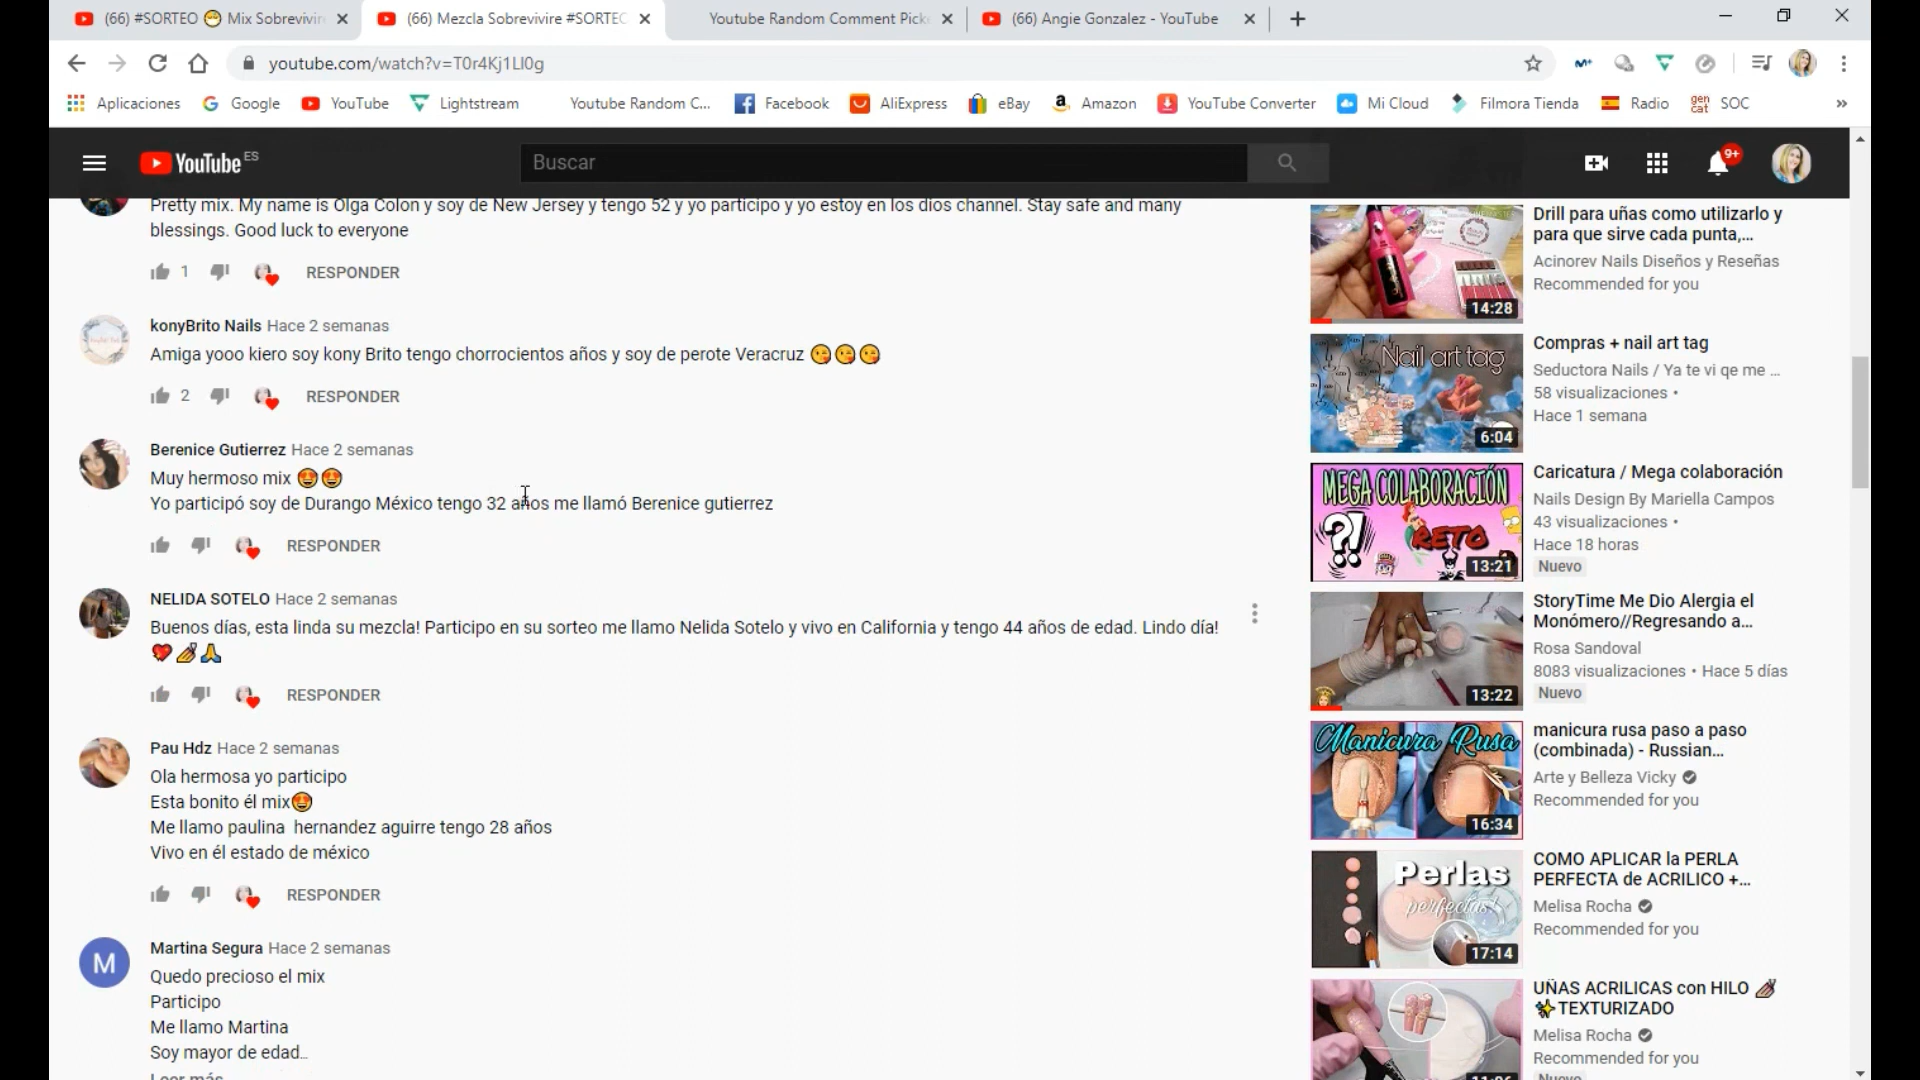 (66) #SORTEO 😷 Mix Sobrevivir
(66) Mezcla Sobrevivire #SORTEO
Youtube Random Comment Pick
(66) Angie Gonzalez - YouTube
youtube.com/watch?v=T0r4Kj1LI0g
Aplicaciones
Google
YouTube
Lightstream
Youtube Random C...
Facebook
AliExpress
eBay
Amazon
YouTube Converter
Mi Cloud
Filmora Tienda
Radio
gencat
SOC
»
YouTube ES
Buscar
9+
Pretty mix. My name is Olga Colon y soy de New Jersey y tengo 52 y yo participo y yo estoy en los dios channel. Stay safe and many
blessings. Good luck to everyone
1
RESPONDER
konyBrito Nails Hace 2 semanas
Amiga yooo kiero soy kony Brito tengo chorrocientos años y soy de perote Veracruz 😘😘😘
2
RESPONDER
Berenice Gutierrez Hace 2 semanas
Muy hermoso mix 🤩🤩
Yo participó soy de Durango México tengo 32 años me llamó Berenice gutierrez
RESPONDER
NELIDA SOTELO Hace 2 semanas
Buenos días, esta linda su mezcla! Participo en su sorteo me llamo Nelida Sotelo y vivo en California y tengo 44 años de edad. Lindo día!
💖💅🙏
RESPONDER
Pau Hdz Hace 2 semanas
Ola hermosa yo participo
Esta bonito él mix😍
Me llamo paulina hernandez aguirre tengo 28 años
Vivo en él estado de méxico
RESPONDER
M
Martina Segura Hace 2 semanas
Quedo precioso el mix
Participo
Me llamo Martina
Soy mayor de edad...
Leer más
Drill para uñas como utilizarlo y
para que sirve cada punta,...
Acinorev Nails Diseños y Reseñas
Recommended for you
14:28
Nail art tag
6:04
Compras + nail art tag
Seductora Nails / Ya te vi qe me ...
58 visualizaciones •
Hace 1 semana
MEGA COLABORACIÓN
?!
RETO
13:21
Caricatura / Mega colaboración
Nails Design By Mariella Campos
43 visualizaciones •
Hace 18 horas
Nuevo
13:22
StoryTime Me Dio Alergia el
Monómero//Regresando a...
Rosa Sandoval
8083 visualizaciones • Hace 5 días
Nuevo
Manicura Rusa
16:34
manicura rusa paso a paso
(combinada) - Russian...
Arte y Belleza Vicky
Recommended for you
Perlas
perfectas!
17:14
COMO APLICAR la PERLA
PERFECTA de ACRILICO +...
Melisa Rocha
Recommended for you
UÑAS ACRILICAS con HILO 💅
✨TEXTURIZADO
Melisa Rocha
Recommended for you
Nuevo